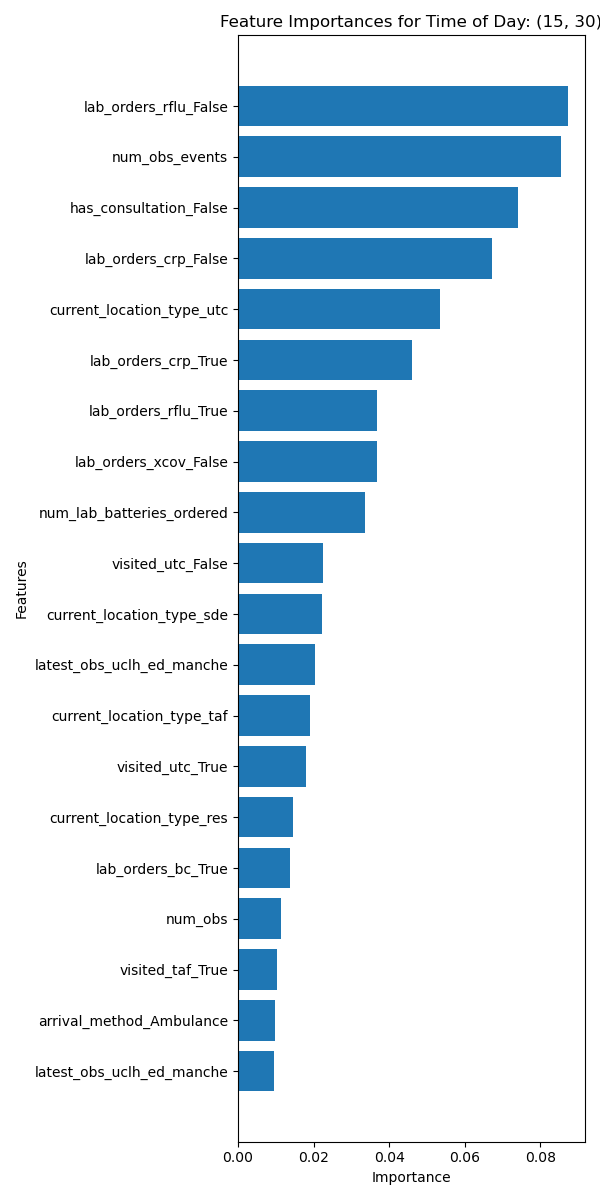 Feature Importances for Time of Day: (15, 30)
lab_orders_rflu_False
num_obs_events
has_consultation_False
lab_orders_crp_False
current_location_type_utc
lab_orders_crp_True
lab_orders_rflu_True
lab_orders_xcov_False
num_lab_batteries_ordered
visited_utc_False
current_location_type_sde
latest_obs_uclh_ed_manche
current_location_type_taf
visited_utc_True
current_location_type_res
lab_orders_bc_True
num_obs
visited_taf_True
arrival_method_Ambulance
latest_obs_uclh_ed_manche
Features
0.00 0.02 0.04 0.06 0.08
Importance